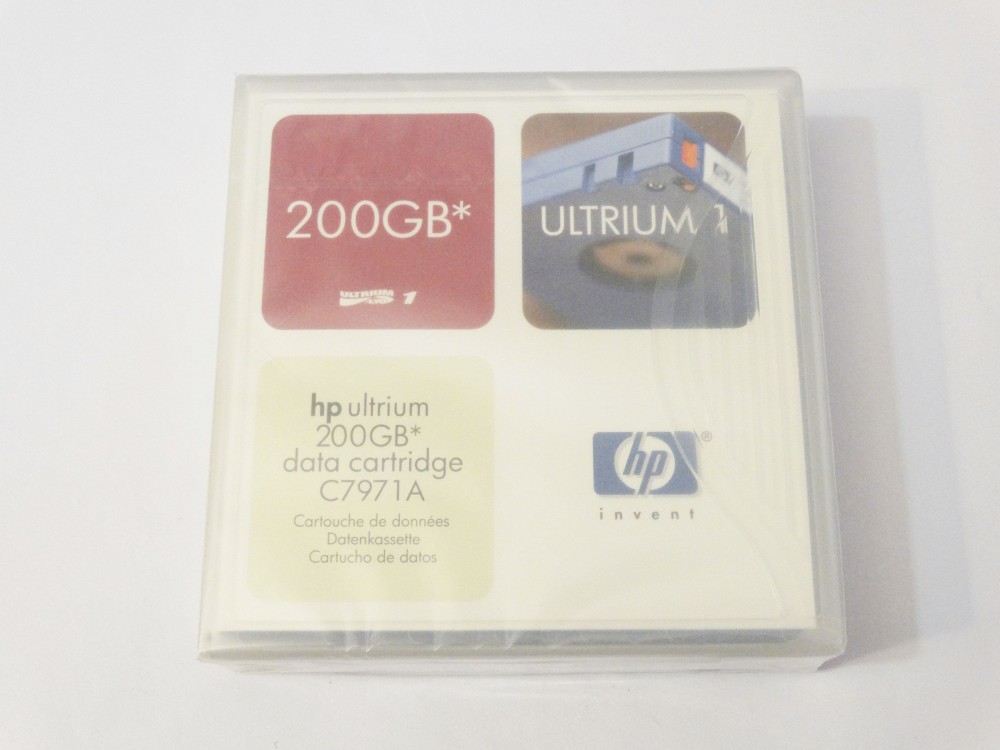 200GB*
ULTRIUM
LTO
1
ULTRIUM 1
hp ultrium
200GB*
data cartridge
C7971A
Cartouche de données
Datenkassette
Cartucho de datos
hp®
invent